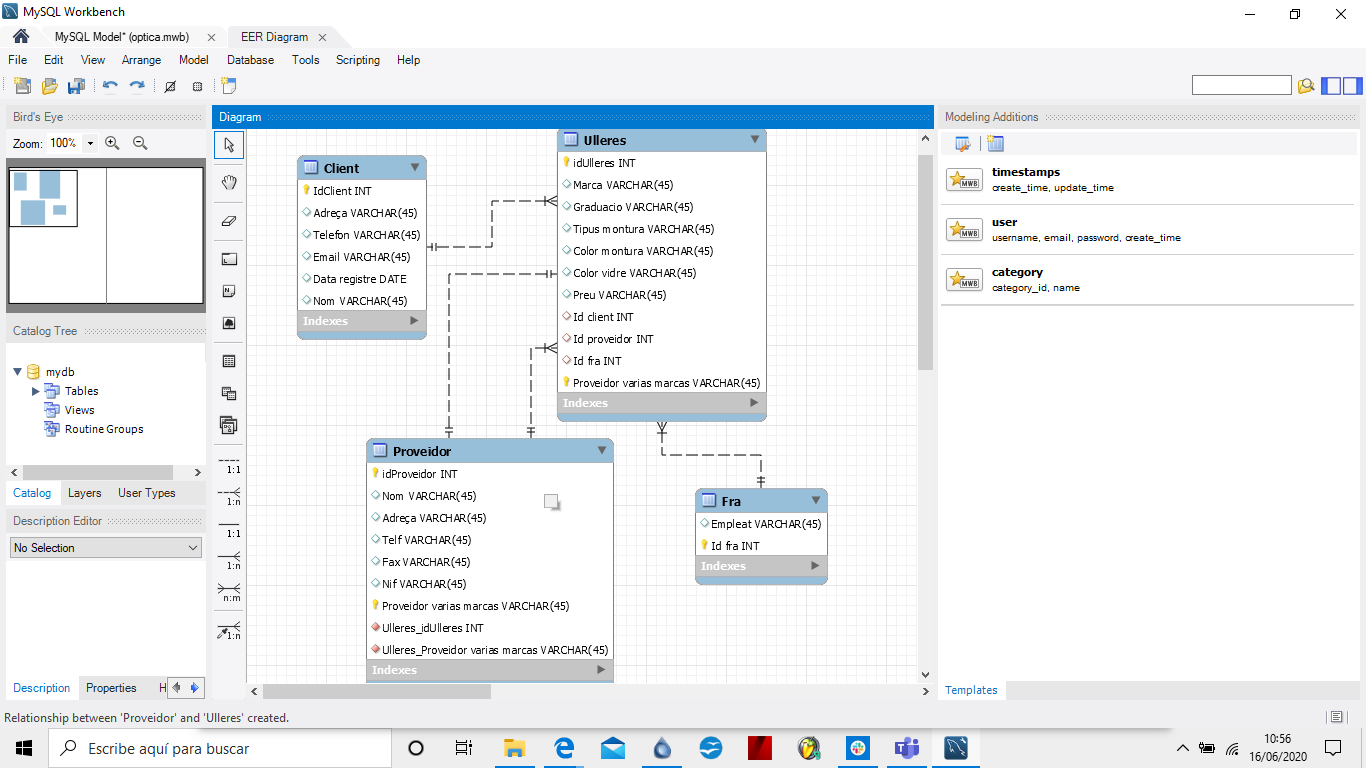 MySQL Workbench
MySQL Model* (optica.mwb)
EER Diagram
File Edit View Arrange Model Database Tools Scripting Help
Bird's Eye
Zoom: 100%
Catalog Tree
mydb
Tables
Views
Routine Groups
Catalog Layers User Types
Description Editor
No Selection
Description Properties H
1:1
1:n
1:1
1:n
n:m
1:n
Diagram
Client
IdClient INT
Adreça VARCHAR(45)
Telefon VARCHAR(45)
Email VARCHAR(45)
Data registre DATE
Nom VARCHAR(45)
Indexes
Ulleres
idUlleres INT
Marca VARCHAR(45)
Graduacio VARCHAR(45)
Tipus montura VARCHAR(45)
Color montura VARCHAR(45)
Color vidre VARCHAR(45)
Preu VARCHAR(45)
Id client INT
Id proveidor INT
Id fra INT
Proveidor varias marcas VARCHAR(45)
Indexes
Proveidor
idProveidor INT
Nom VARCHAR(45)
Adreça VARCHAR(45)
Telf VARCHAR(45)
Fax VARCHAR(45)
Nif VARCHAR(45)
Proveidor varias marcas VARCHAR(45)
Ulleres_idUlleres INT
Ulleres_Proveidor varias marcas VARCHAR(45)
Indexes
Fra
Empleat VARCHAR(45)
Id fra INT
Indexes
Modeling Additions
MWB
timestamps
create_time, update_time
MWB
user
username, email, password, create_time
MWB
category
category_id, name
Templates
Relationship between 'Proveidor' and 'Ulleres' created.
Escribe aquí para buscar
10:56
16/06/2020